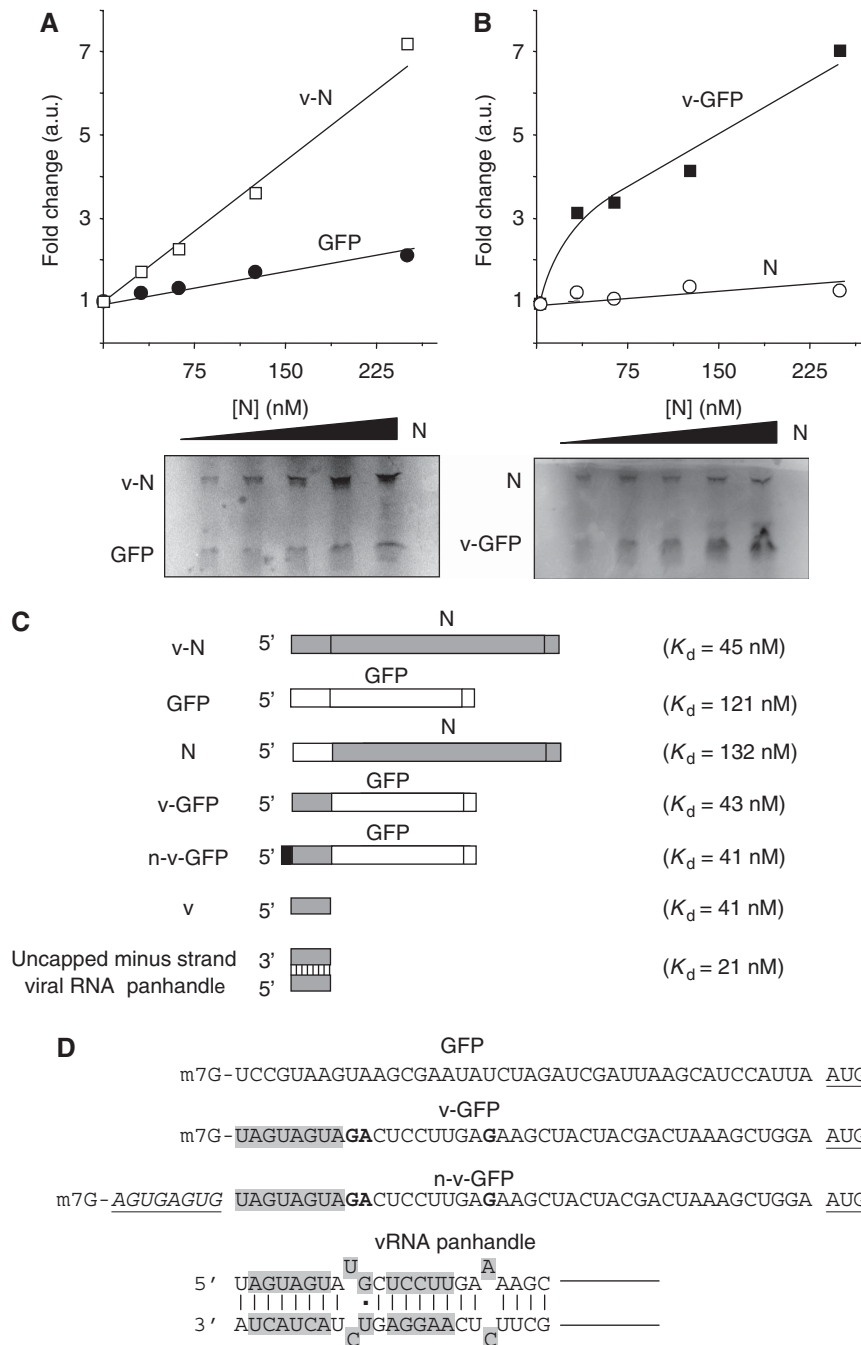 A
B
7
5
3
1
Fold change (a.u.)
v-N
GFP
75
150
225
[N] (nM)
7
5
3
1
Fold change (a.u.)
v-GFP
N
75
150
225
[N] (nM)
N
v-N
GFP
N
N
v-GFP
C
N
v-N 5’ (Kd = 45 nM)
GFP
GFP 5’ (Kd = 121 nM)
N
N 5’ (Kd = 132 nM)
GFP
v-GFP 5’ (Kd = 43 nM)
GFP
n-v-GFP 5’ (Kd = 41 nM)
v 5’ (Kd = 41 nM)
Uncapped minus strand 3’
viral RNA panhandle 5’
(Kd = 21 nM)
D
GFP
m7G-UCCGUAAGUAAGCGAAUAUCUAGAUCGAUUAAGCAUCCAUUA AUG
v-GFP
m7G-UAGUAGUAGACUCCUUGAGAAGCUACUACGACUAAAGCUGGA AUG
n-v-GFP
m7G-AGUGAGUG UAGUAGUAGACUCCUUGAGAAGCUACUACGACUAAAGCUGGA AUG
vRNA panhandle
U A
5’ UAGUAGUA GCUCCUUGA AAGC
3’ AUCAUCAU UGAGGAACU UUCG
C C